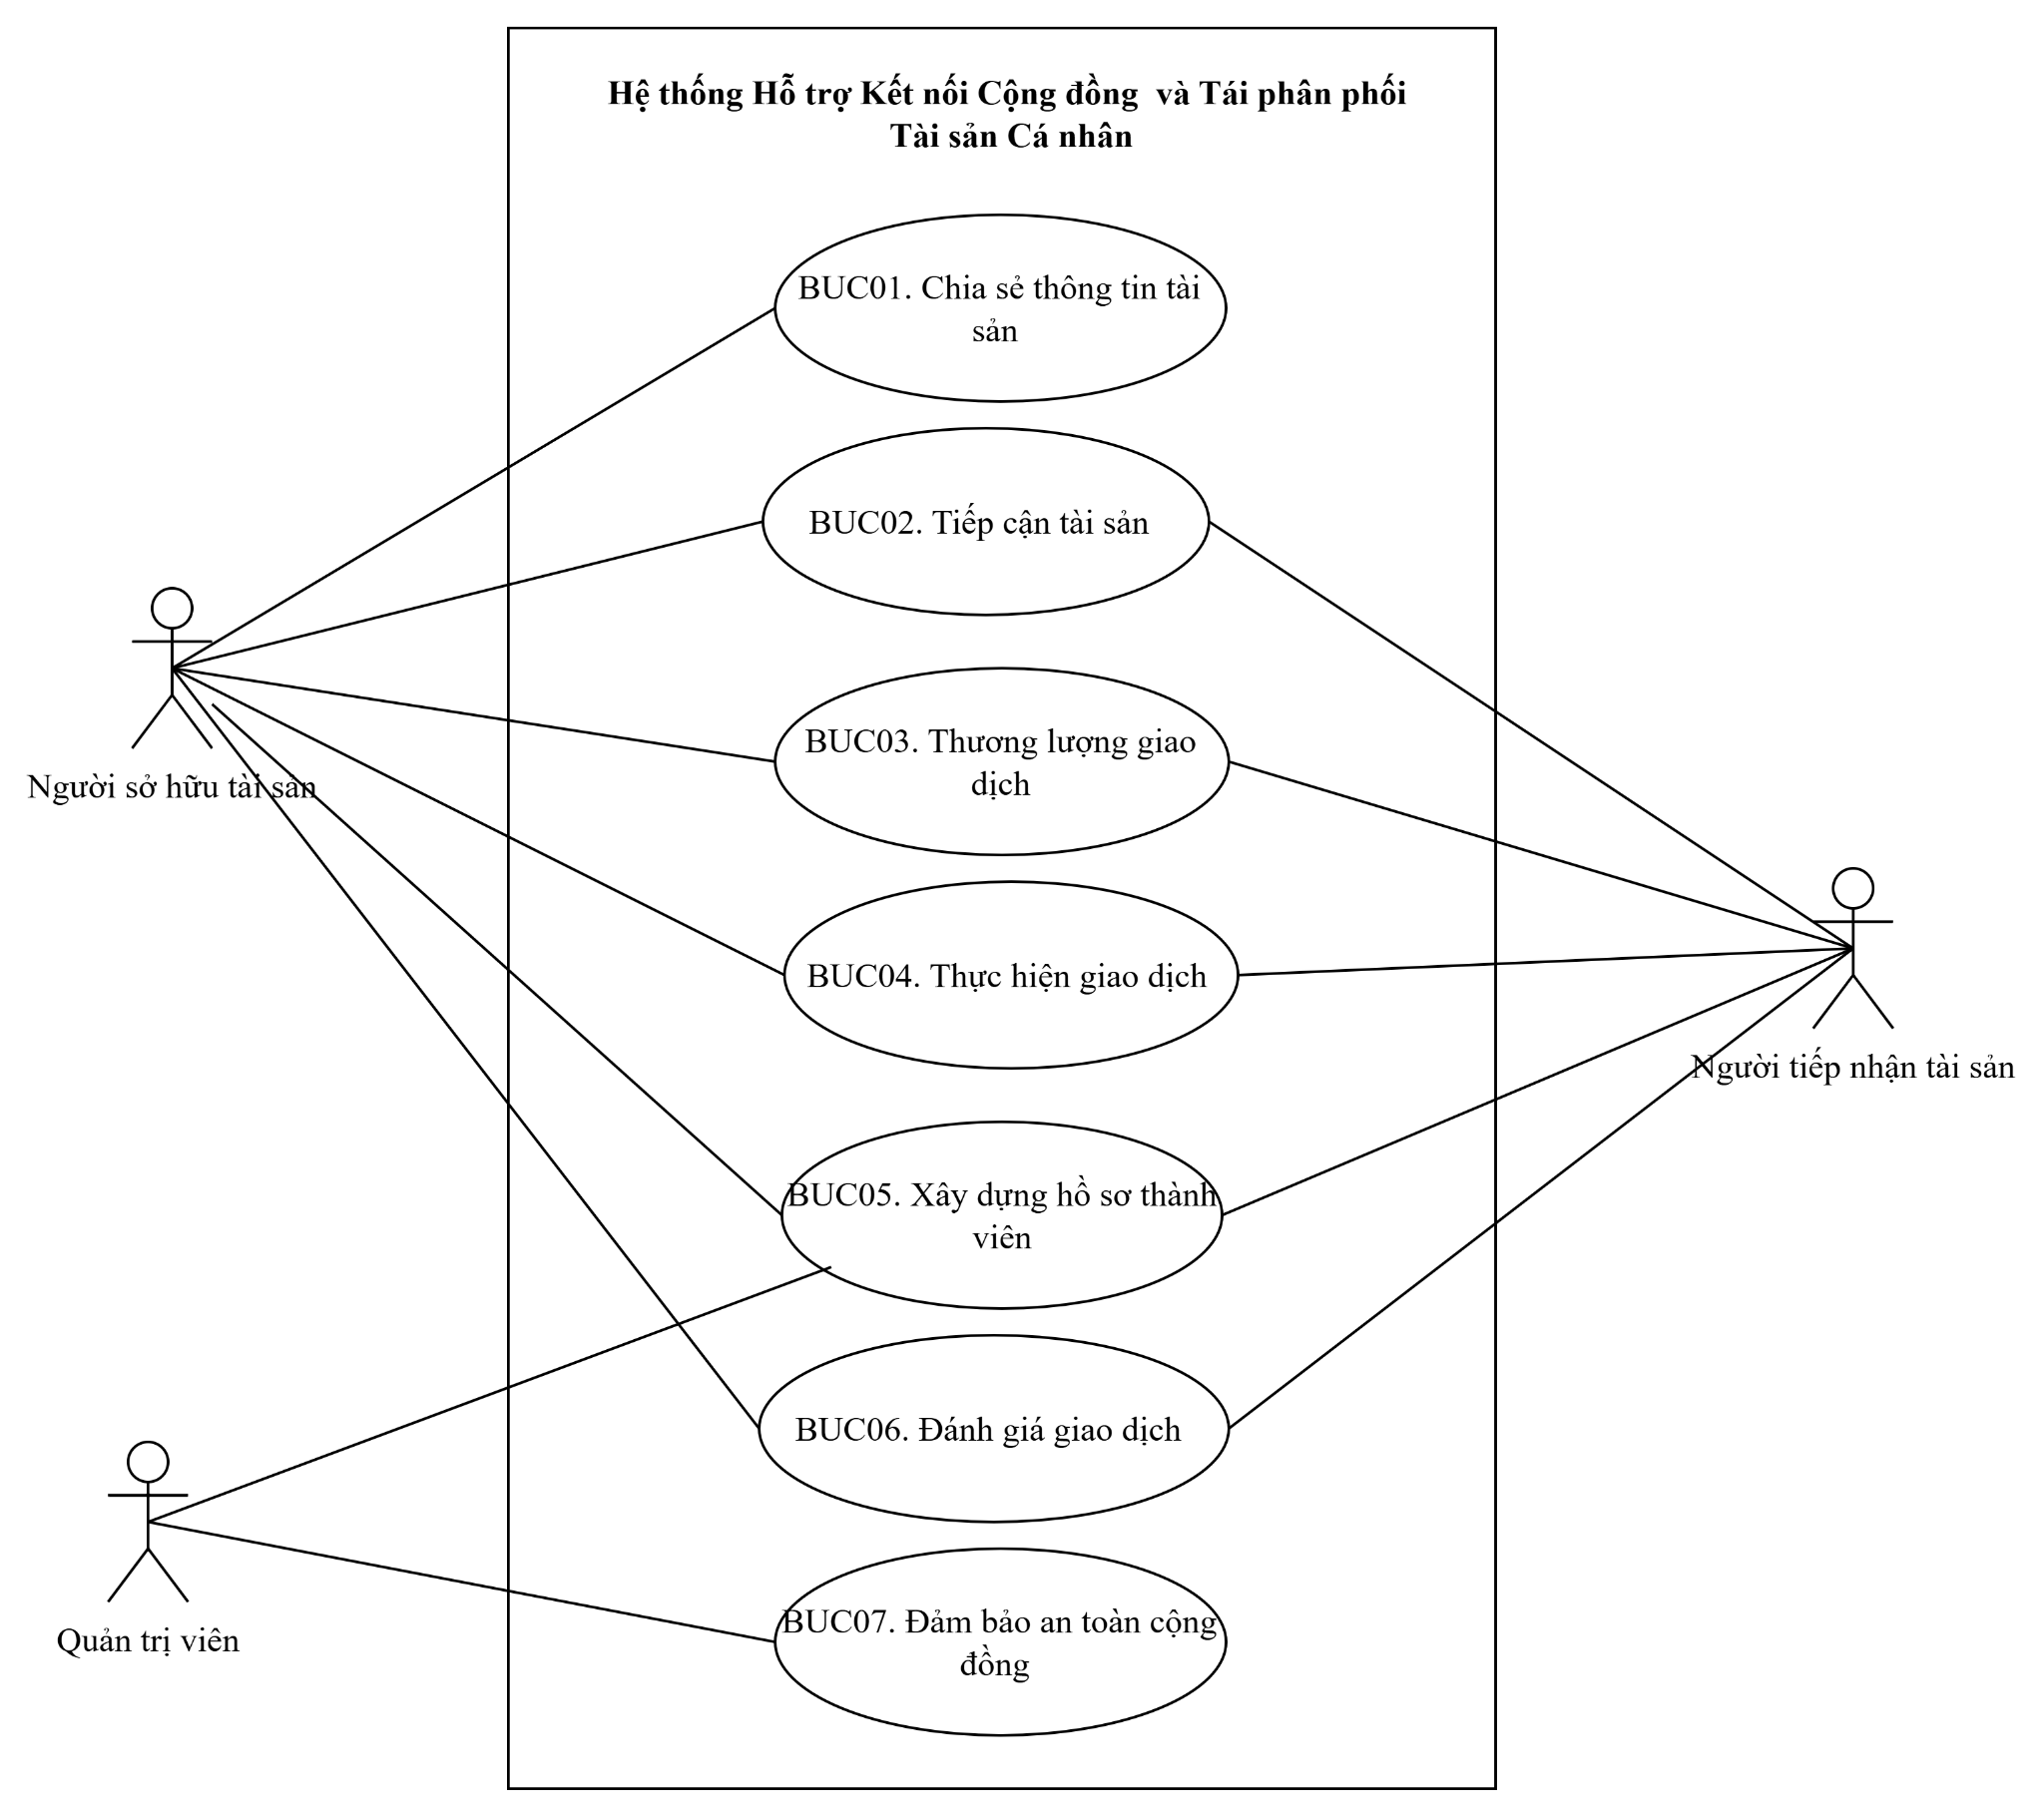 Hệ thống Hỗ trợ Kết nối Cộng đồng và Tái phân phối
Tài sản Cá nhân
BUC01. Chia sẻ thông tin tài
sản
BUC02. Tiếp cận tài sản
BUC03. Thương lượng giao
dịch
Người sở hữu tài sản
BUC04. Thực hiện giao dịch
Người tiếp nhận tài sản
BUC05. Xây dựng hồ sơ thành
viên
BUC06. Đánh giá giao dịch
BUC07. Đảm bảo an toàn cộng
đồng
Quản trị viên